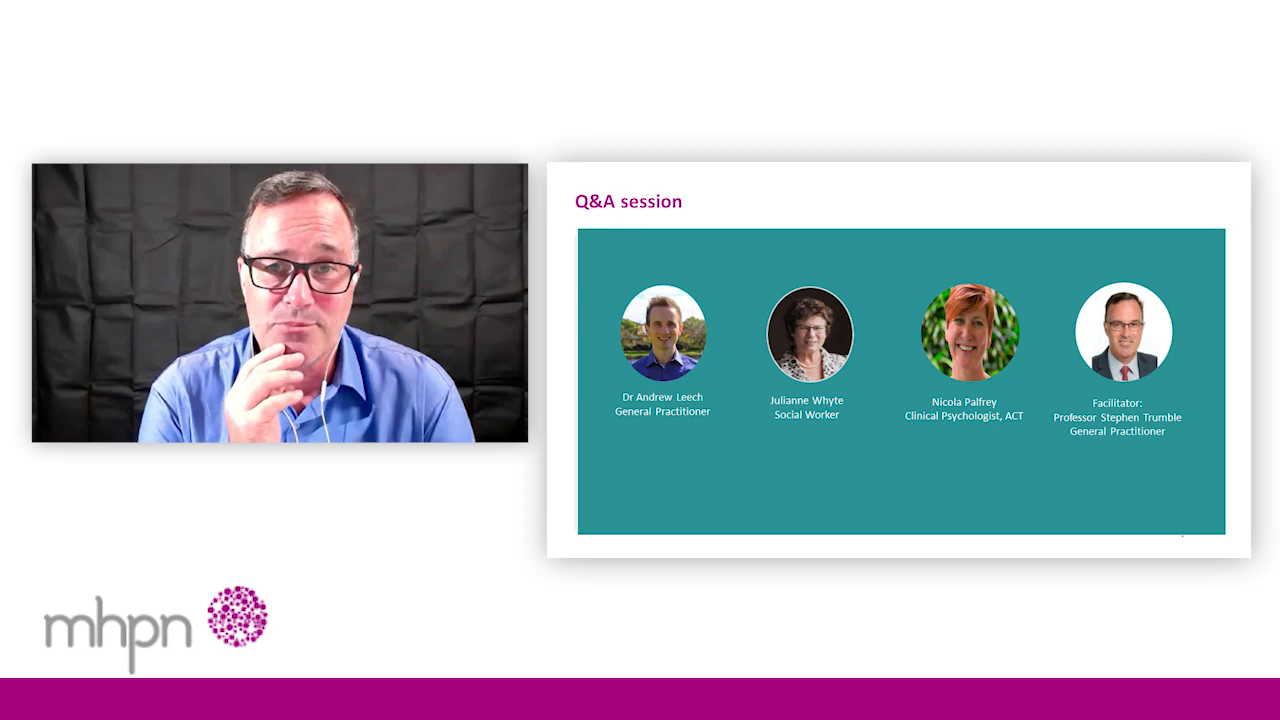 Q&A session
Dr Andrew Leech
General Practitioner
Julianne Whyte
Social Worker
Nicola Palfrey
Clinical Psychologist, ACT
Facilitator:
Professor Stephen Trumble
General Practitioner
mhpn